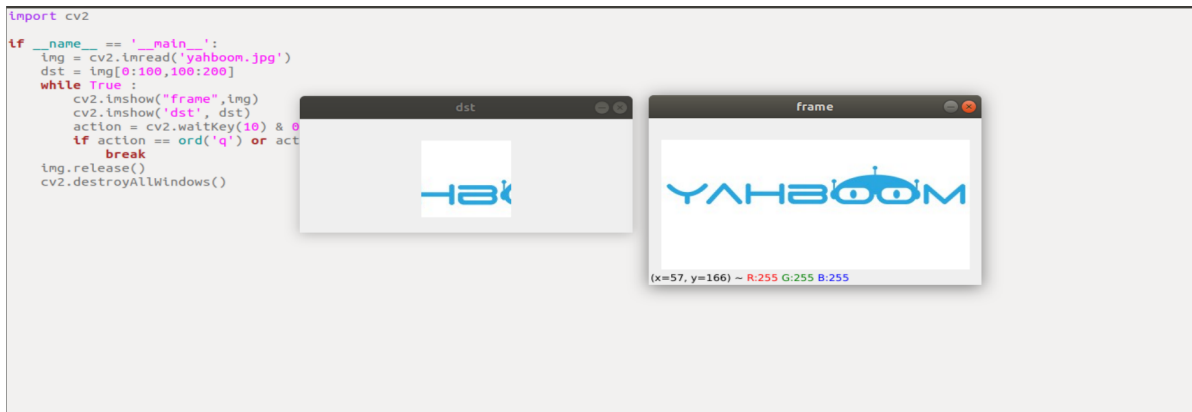 import cv2
if __name__ == '__main__':
    img = cv2.imread('yahboom.jpg')
    dst = img[0:100,100:200]
    while True :
        cv2.imshow("frame",img)
        cv2.imshow('dst', dst)
        action = cv2.waitKey(10) & 0
        if action == ord('q') or act
            break
    img.release()
    cv2.destroyAllWindows()
dst
HB
frame
YAHBOOM
(x=57, y=166) ~ R:255 G:255 B:255